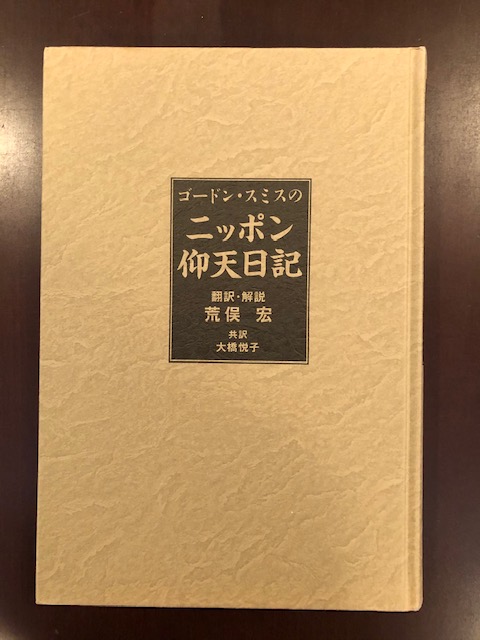 ゴードン・スミスの
ニッポン
仰天日記
翻訳・解説
荒俣 宏
共訳
大橋悦子